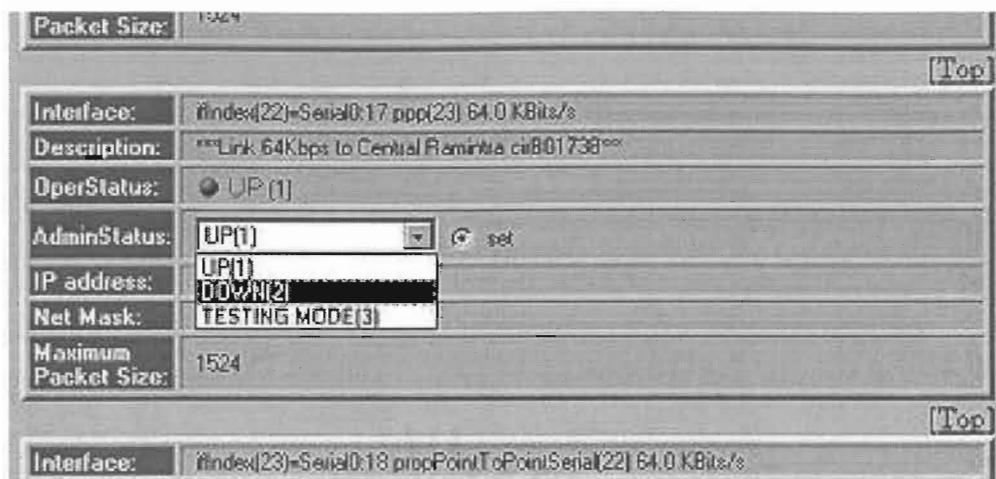 Packet Size: 1524
[Top]
Interface: ifIndex(22)=Serial0:17 ppp(23) 64.0 KBits/s
Description: ***Link 64Kbps to Central Ramintra cir801738***
OperStatus: UP (1)
AdminStatus: UP(1) set
UP(1)
IP address: DOWN(2)
Net Mask: TESTING MODE(3)
Maximum
Packet Size: 1524
[Top]
Interface: ifIndex(23)=Serial0:18 propPointToPointSerial(22) 64.0 KBits/s